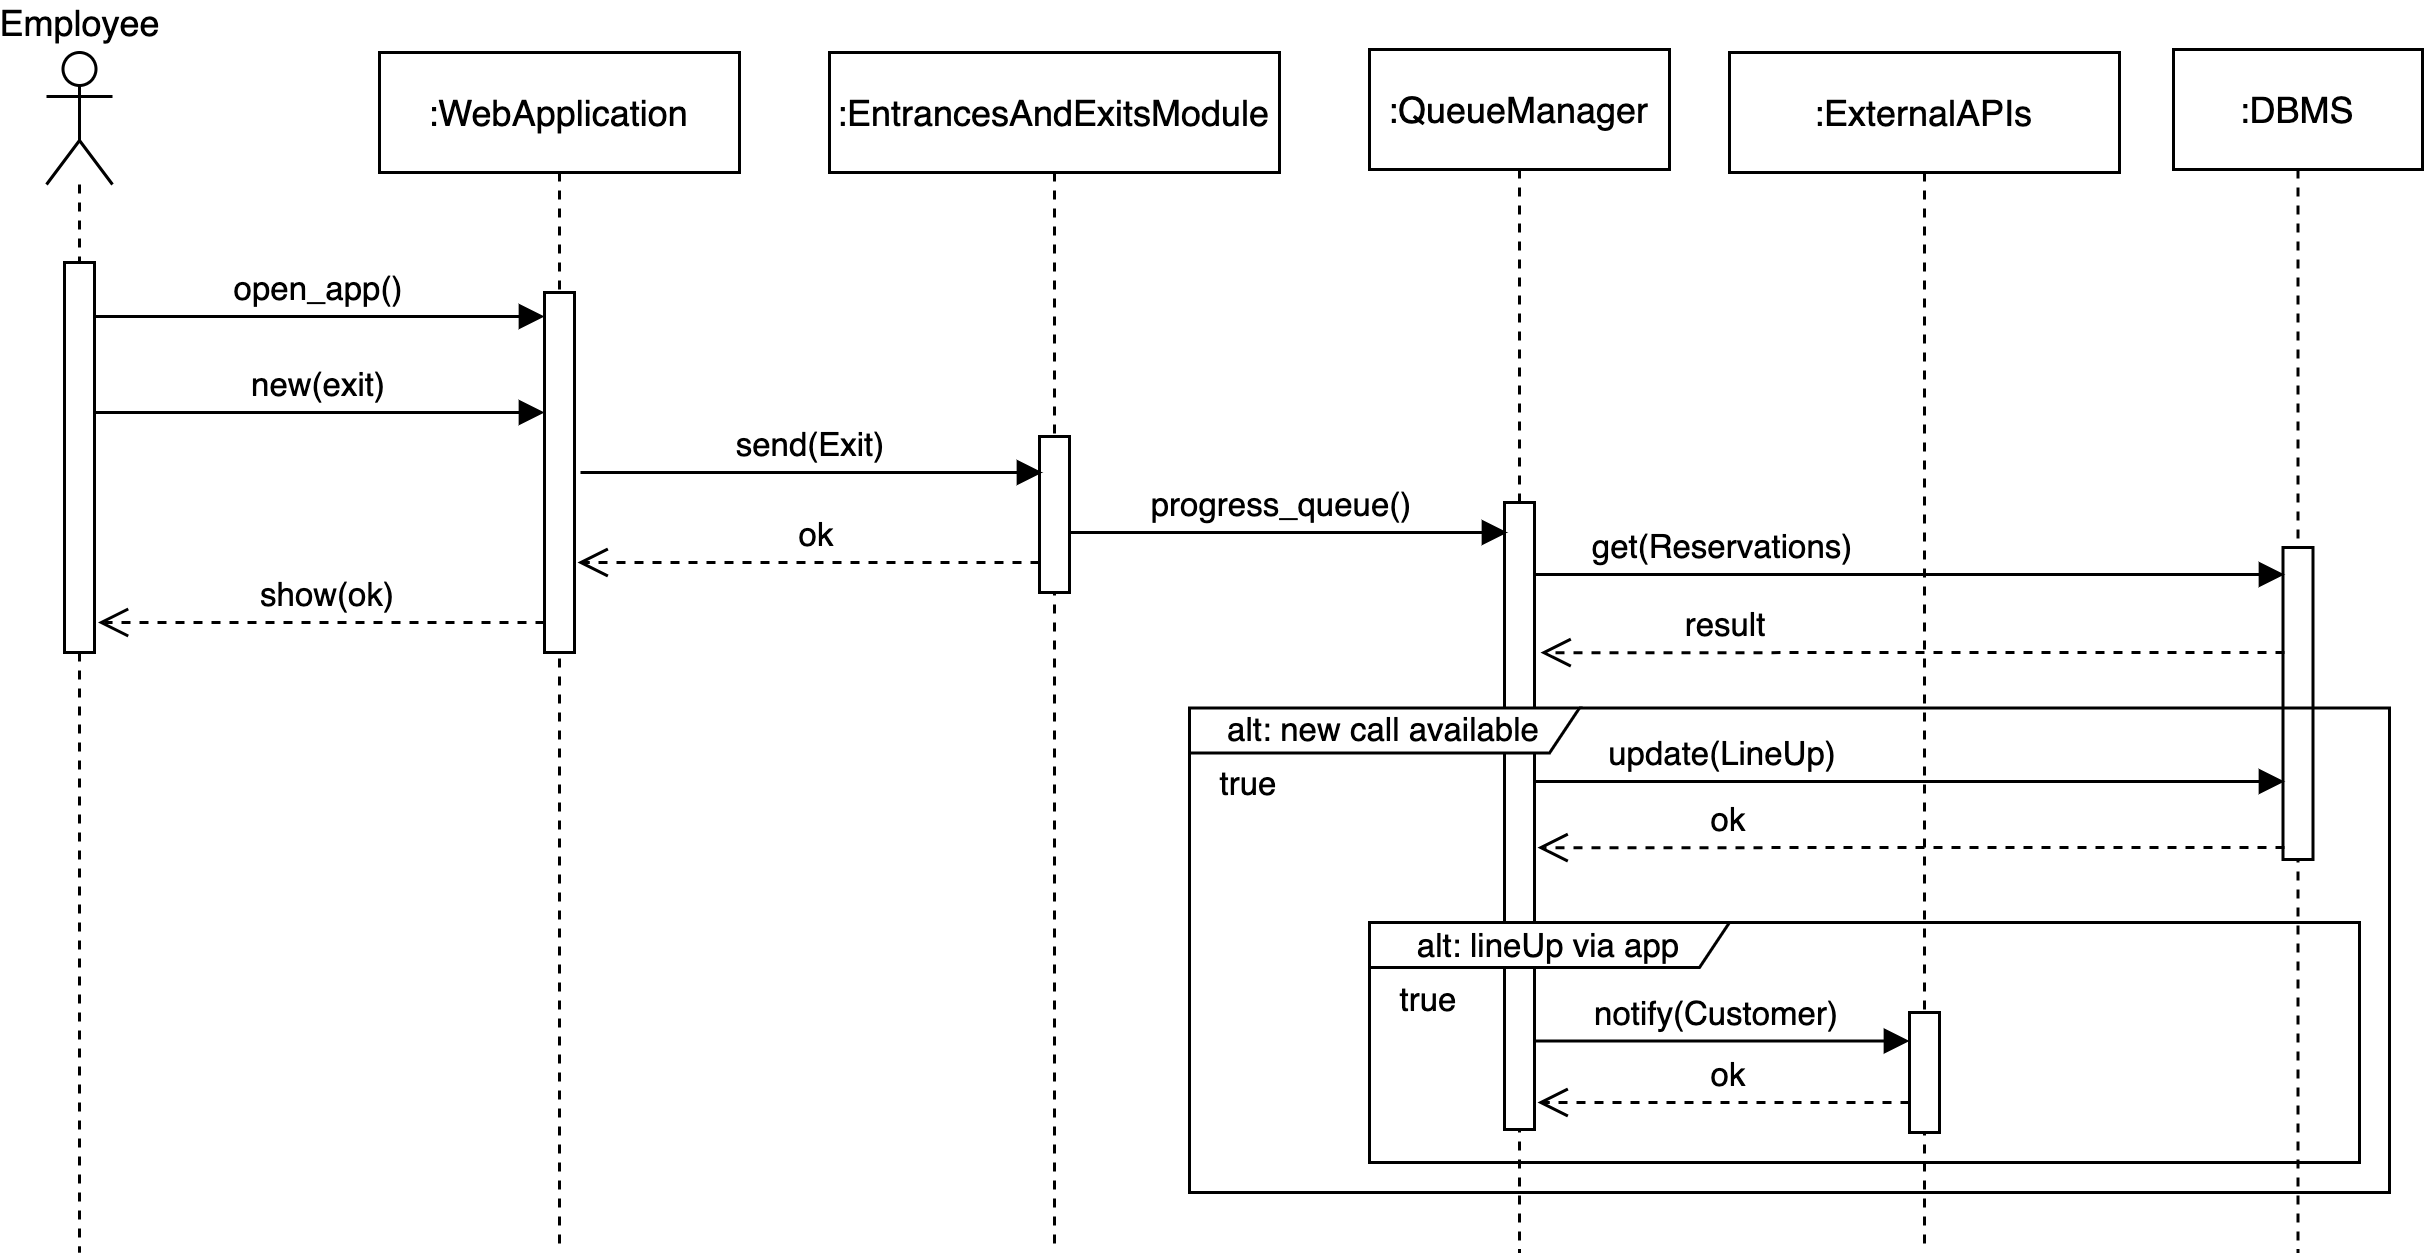 Employee
:WebApplication
:EntrancesAndExitsModule
:QueueManager
:ExternalAPIs
:DBMS
open_app()
new(exit)
send(Exit)
progress_queue()
ok
get(Reservations)
show(ok)
result
alt: new call available
update(LineUp)
true
ok
alt: lineUp via app
true
notify(Customer)
ok